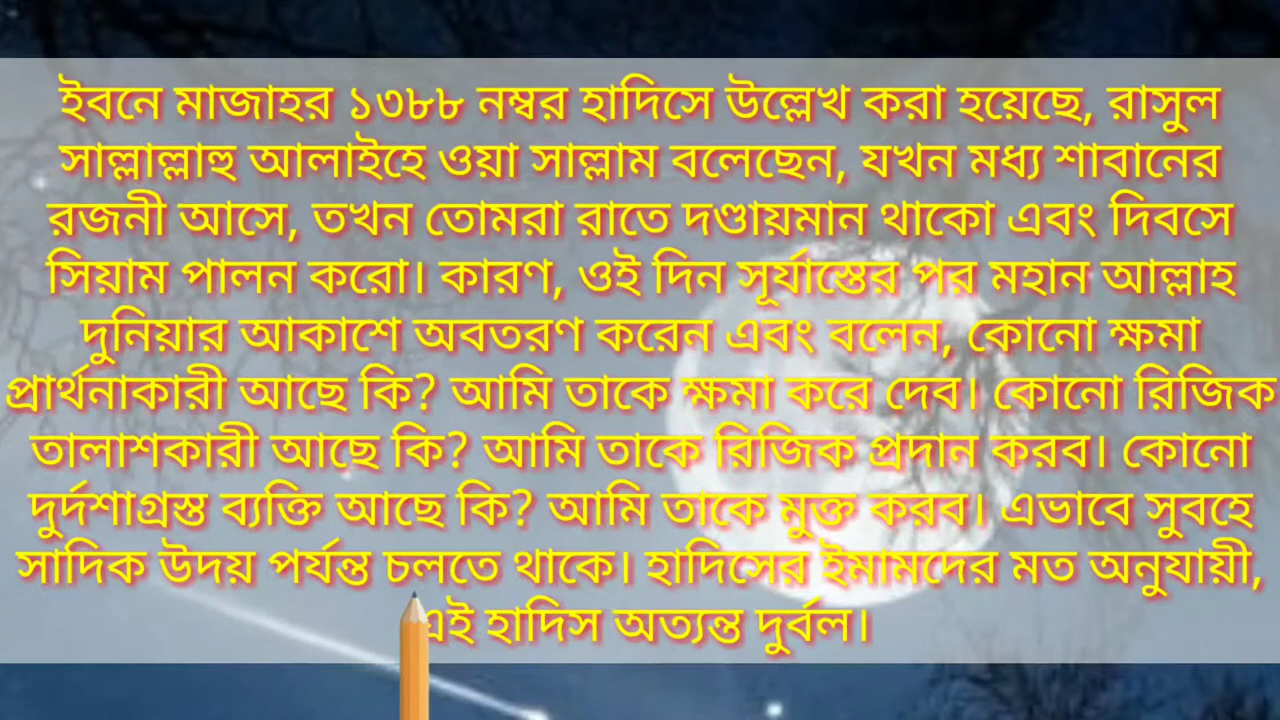 ইবনে মাজাহর ১৩৮৮ নম্বর হাদিসে উল্লেখ করা হয়েছে, রাসুল
সাল্লাল্লাহু আলাইহে ওয়া সাল্লাম বলেছেন, যখন মধ্য শাবানের
রজনী আসে, তখন তোমরা রাতে দণ্ডায়মান থাকো এবং দিবসে
সিয়াম পালন করো। কারণ, ওই দিন সূর্যাস্তের পর মহান আল্লাহ
দুনিয়ার আকাশে অবতরণ করেন এবং বলেন, কোনো ক্ষমা
প্রার্থনাকারী আছে কি? আমি তাকে ক্ষমা করে দেব। কোনো রিজিক
তালাশকারী আছে কি? আমি তাকে রিজিক প্রদান করব। কোনো
দুর্দশাগ্রস্ত ব্যক্তি আছে কি? আমি তাকে মুক্ত করব। এভাবে সুবহে
সাদিক উদয় পর্যন্ত চলতে থাকে। হাদিসের ইমামদের মত অনুযায়ী,
এই হাদিস অত্যন্ত দুর্বল।